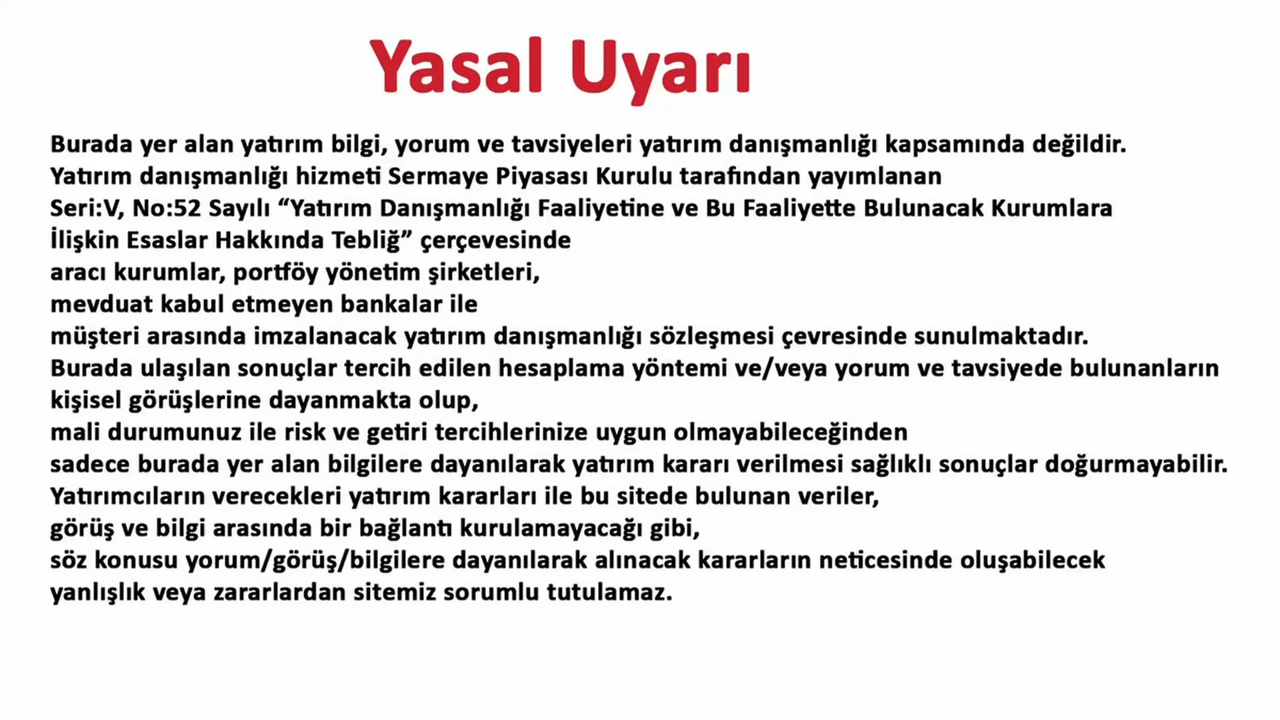 Yasal Uyarı
Burada yer alan yatırım bilgi, yorum ve tavsiyeleri yatırım danışmanlığı kapsamında değildir.
Yatırım danışmanlığı hizmeti Sermaye Piyasası Kurulu tarafından yayımlanan
Seri:V, No:52 Sayılı “Yatırım Danışmanlığı Faaliyetine ve Bu Faaliyette Bulunacak Kurumlara
İlişkin Esaslar Hakkında Tebliğ” çerçevesinde
aracı kurumlar, portföy yönetim şirketleri,
mevduat kabul etmeyen bankalar ile
müşteri arasında imzalanacak yatırım danışmanlığı sözleşmesi çevresinde sunulmaktadır.
Burada ulaşılan sonuçlar tercih edilen hesaplama yöntemi ve/veya yorum ve tavsiyede bulunanların
kişisel görüşlerine dayanmakta olup,
mali durumunuz ile risk ve getiri tercihlerinize uygun olmayabileceğinden
sadece burada yer alan bilgilere dayanılarak yatırım kararı verilmesi sağlıklı sonuçlar doğurmayabilir.
Yatırımcıların verecekleri yatırım kararları ile bu sitede bulunan veriler,
görüş ve bilgi arasında bir bağlantı kurulamayacağı gibi,
söz konusu yorum/görüş/bilgilere dayanılarak alınacak kararların neticesinde oluşabilecek
yanlışlık veya zararlardan sitemiz sorumlu tutulamaz.